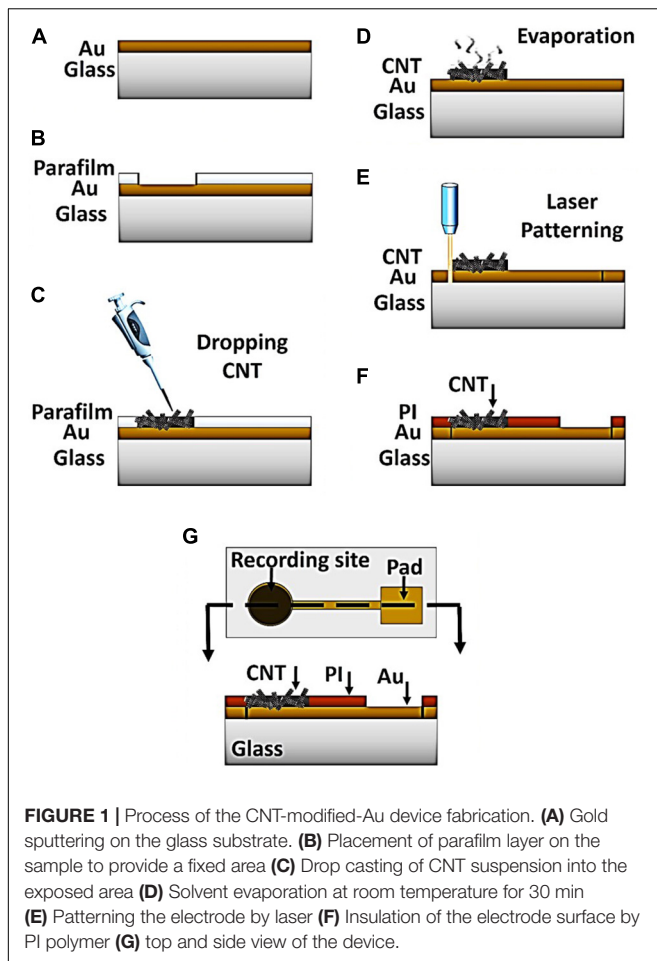 A
Au
Glass
B
Parafilm
Au
Glass
C
Dropping
CNT
Parafilm
Au
Glass
D
Evaporation
CNT
Au
Glass
E
Laser
Patterning
CNT
Au
Glass
F
CNT
PI
Au
Glass
G
Recording site
Pad
CNT
PI
Au
Glass
FIGURE 1 | Process of the CNT-modified-Au device fabrication. (A) Gold
sputtering on the glass substrate. (B) Placement of parafilm layer on the
sample to provide a fixed area (C) Drop casting of CNT suspension into the
exposed area (D) Solvent evaporation at room temperature for 30 min
(E) Patterning the electrode by laser (F) Insulation of the electrode surface by
PI polymer (G) top and side view of the device.